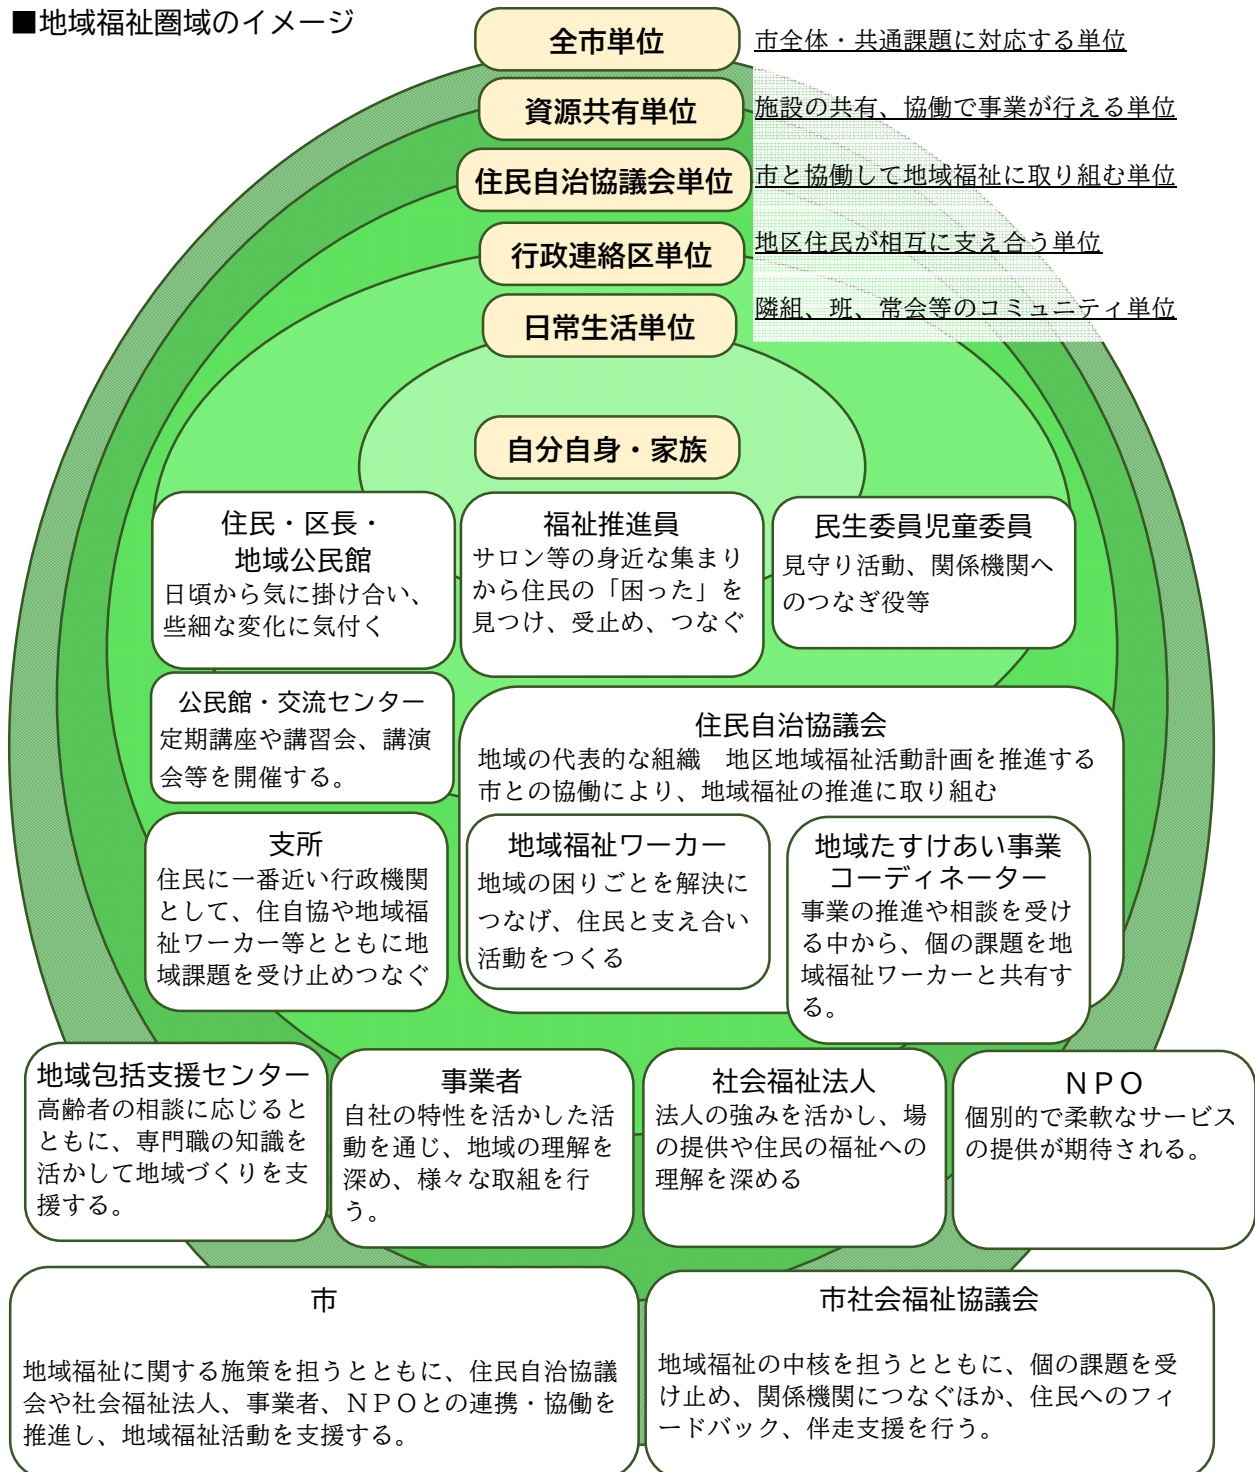 ■地域福祉圏域のイメージ
全市単位
市全体・共通課題に対応する単位
資源共有単位
施設の共有、協働で事業が行える単位
住民自治協議会単位
市と協働して地域福祉に取り組む単位
行政連絡区単位
地区住民が相互に支え合う単位
日常生活単位
隣組、班、常会等のコミュニティ単位
自分自身・家族
住民・区長・
地域公民館
日頃から気に掛け合い、
些細な変化に気付く
福祉推進員
サロン等の身近な集まり
から住民の「困った」を
見つけ、受止め、つなぐ
民生委員児童委員
見守り活動、関係機関へ
のつなぎ役等
公民館・交流センター
定期講座や講習会、講演
会等を開催する。
住民自治協議会
地域の代表的な組織　地区地域福祉活動計画を推進する
市との協働により、地域福祉の推進に取り組む
支所
住民に一番近い行政機関
として、住自協や地域福
祉ワーカー等とともに地
域課題を受け止めつなぐ
地域福祉ワーカー
地域の困りごとを解決に
つなげ、住民と支え合い
活動をつくる
地域たすけあい事業
コーディネーター
事業の推進や相談を受け
る中から、個の課題を地
域福祉ワーカーと共有す
る。
地域包括支援センター
高齢者の相談に応じると
ともに、専門職の知識を
活かして地域づくりを支
援する。
事業者
自社の特性を活かした活
動を通じ、地域の理解を
深め、様々な取組を行
う。
社会福祉法人
法人の強みを活かし、場
の提供や住民の福祉への
理解を深める
ＮＰＯ
個別的で柔軟なサービス
の提供が期待される。
市
地域福祉に関する施策を担うとともに、住民自治協議
会や社会福祉法人、事業者、ＮＰＯとの連携・協働を
推進し、地域福祉活動を支援する。
市社会福祉協議会
地域福祉の中核を担うとともに、個の課題を受
け止め、関係機関につなぐほか、住民へのフィ
ードバック、伴走支援を行う。